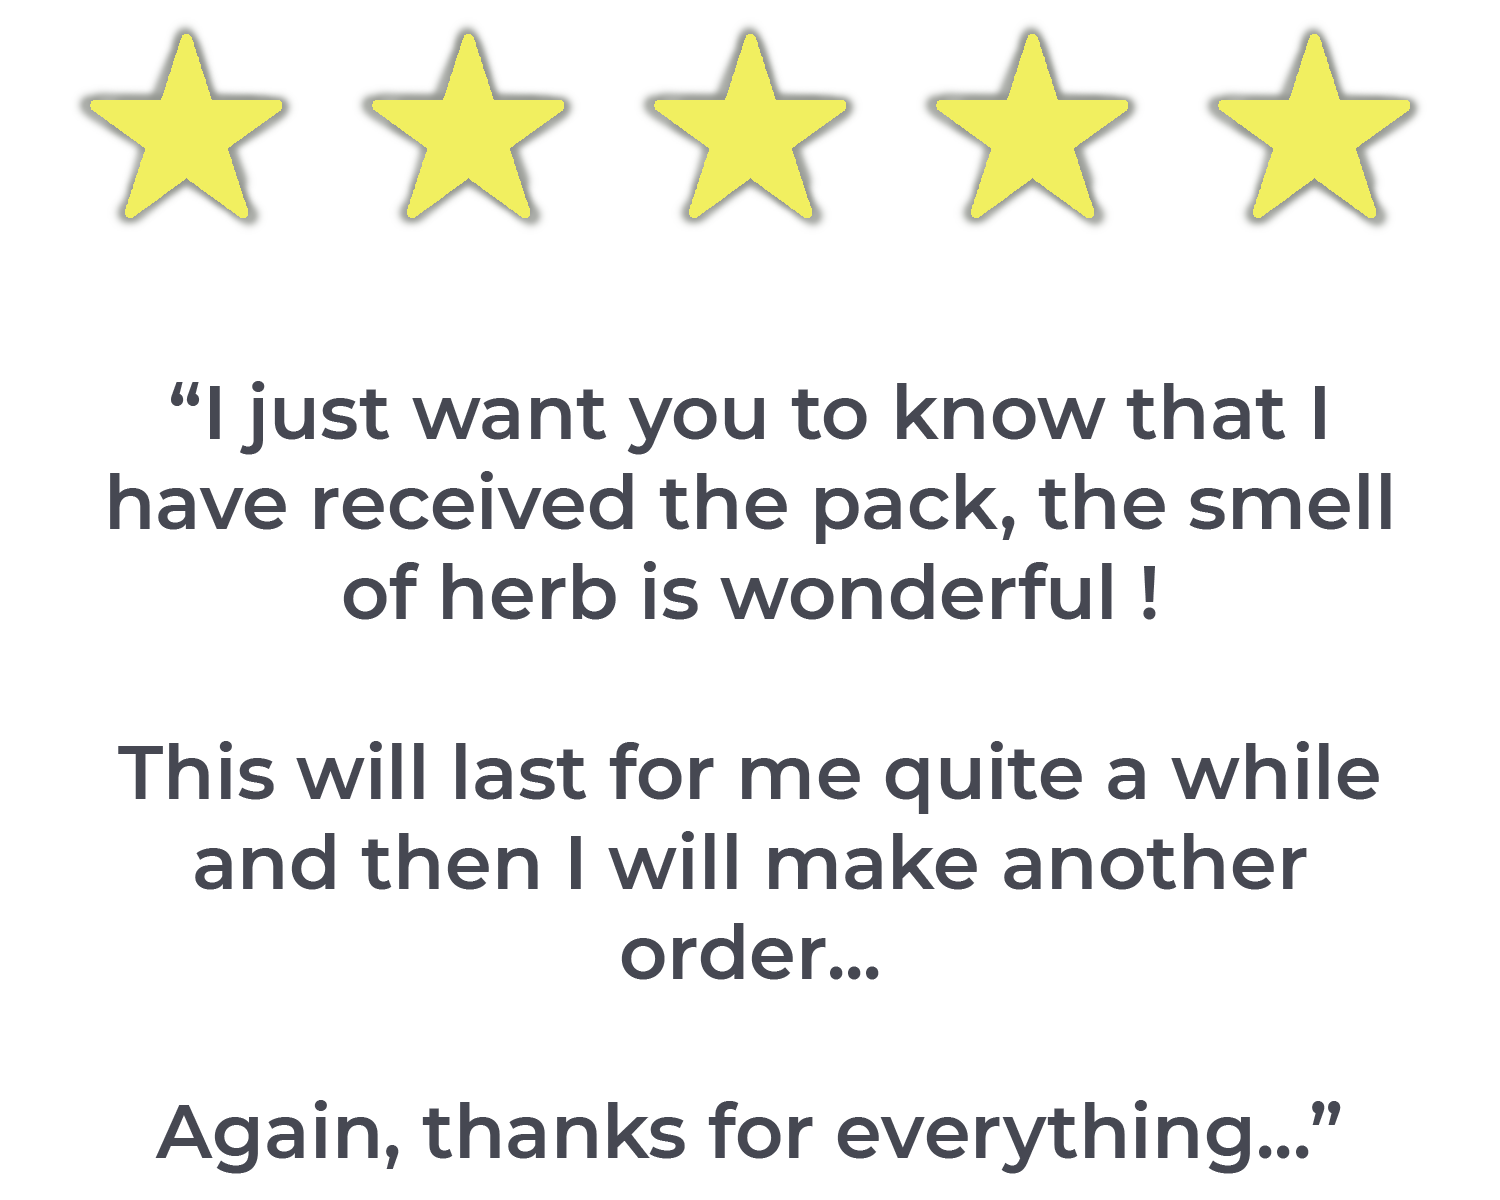 “I just want you to know that I
have received the pack, the smell
of herb is wonderful !
This will last for me quite a while
and then I will make another
order...
Again, thanks for everything...”